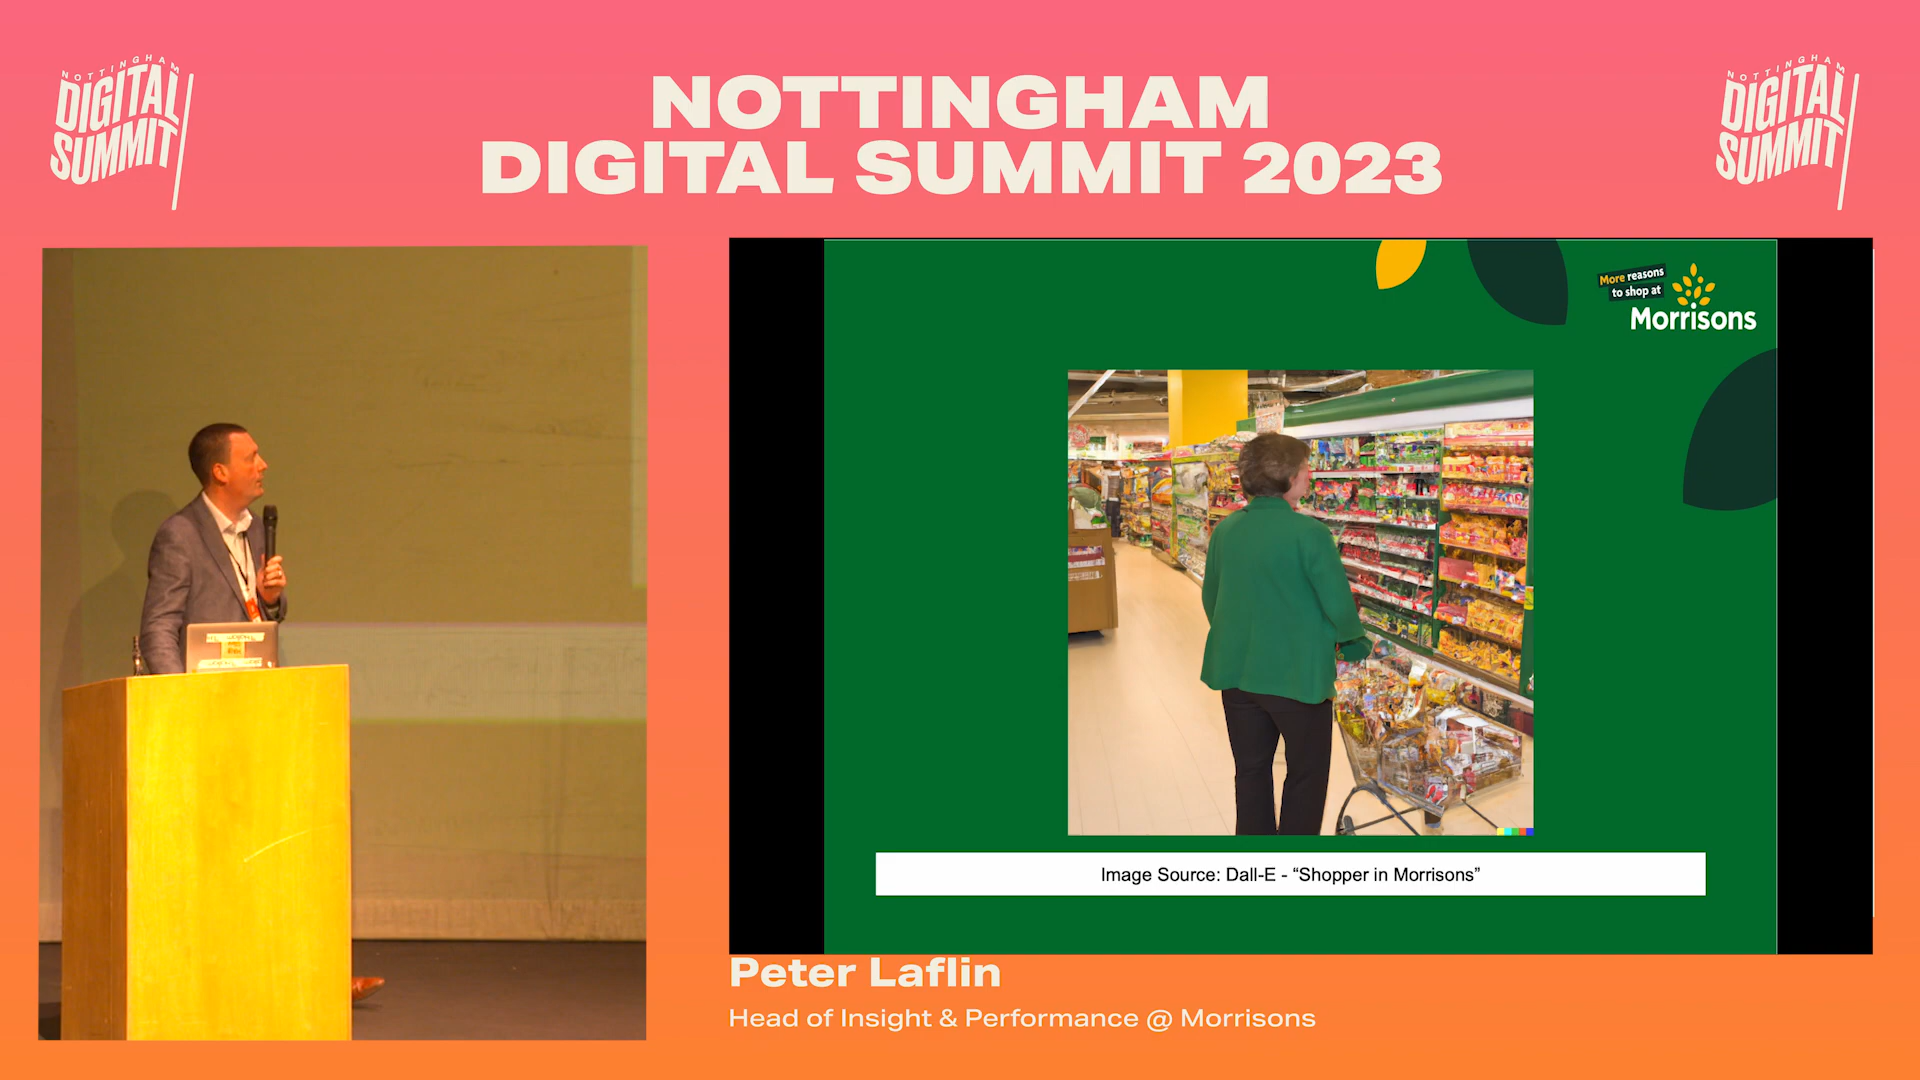 NOTTINGHAM
DIGITAL
SUMMIT
NOTTINGHAM
DIGITAL SUMMIT 2023
NOTTINGHAM
DIGITAL
SUMMIT
More reasons
to shop at
Morrisons
Image Source: Dall-E - “Shopper in Morrisons”
Peter Laflin
Head of Insight & Performance @ Morrisons